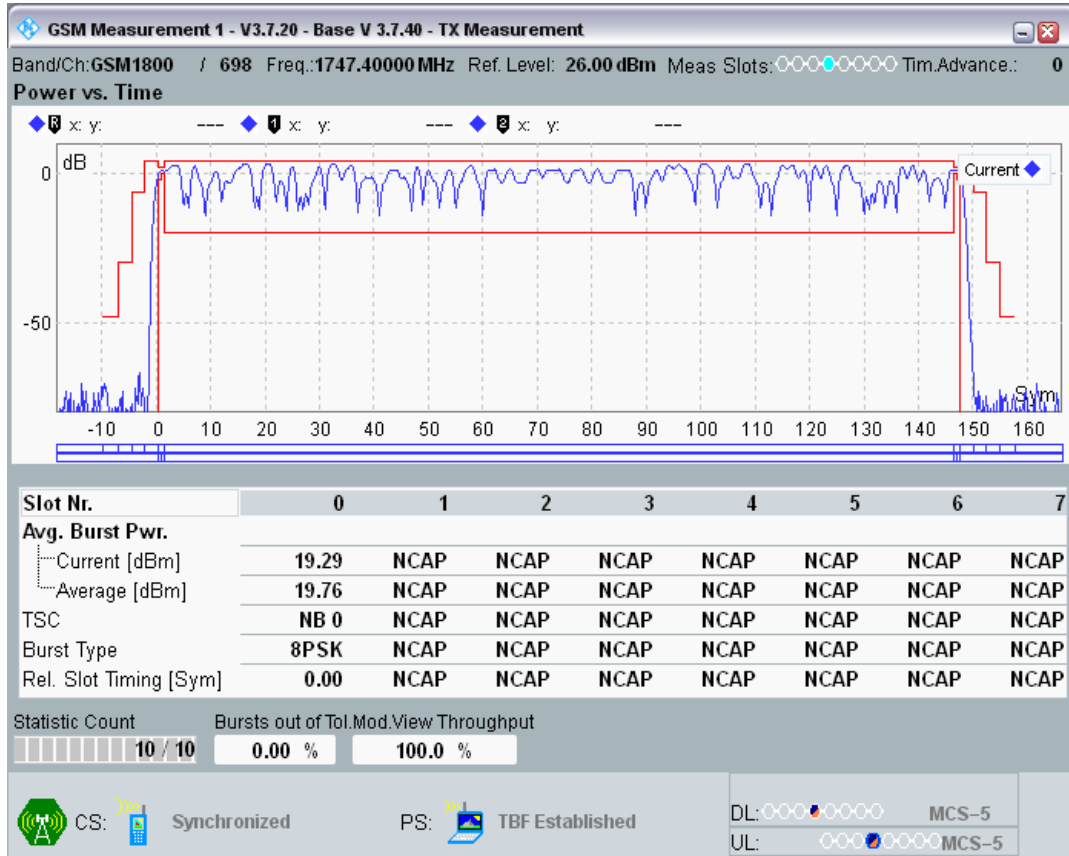 GSM Measurement 1 - V3.7.20 - Base V 3.7.40 - TX Measurement
Band/Ch:GSM1800 / 698 Freq.:1747.40000 MHz Ref. Level: 26.00 dBm Meas Slots: Tim.Advance.: 0
Power vs. Time
R x: y: --- 1 x: y: --- 2 x: y: ---
dB
Current
0
-50
Sym
-10 0 10 20 30 40 50 60 70 80 90 100 110 120 130 140 150 160
Slot Nr. 0 1 2 3 4 5 6 7
Avg. Burst Pwr.
Current [dBm] 19.29 NCAP NCAP NCAP NCAP NCAP NCAP NCAP
Average [dBm] 19.76 NCAP NCAP NCAP NCAP NCAP NCAP NCAP
TSC NB 0 NCAP NCAP NCAP NCAP NCAP NCAP NCAP
Burst Type 8PSK NCAP NCAP NCAP NCAP NCAP NCAP NCAP
Rel. Slot Timing [Sym] 0.00 NCAP NCAP NCAP NCAP NCAP NCAP NCAP
Statistic Count Bursts out of Tol. Mod.View Throughput
10 / 10 0.00 % 100.0 %
CS: Synchronized PS: TBF Established
DL: MCS-5
UL: MCS-5